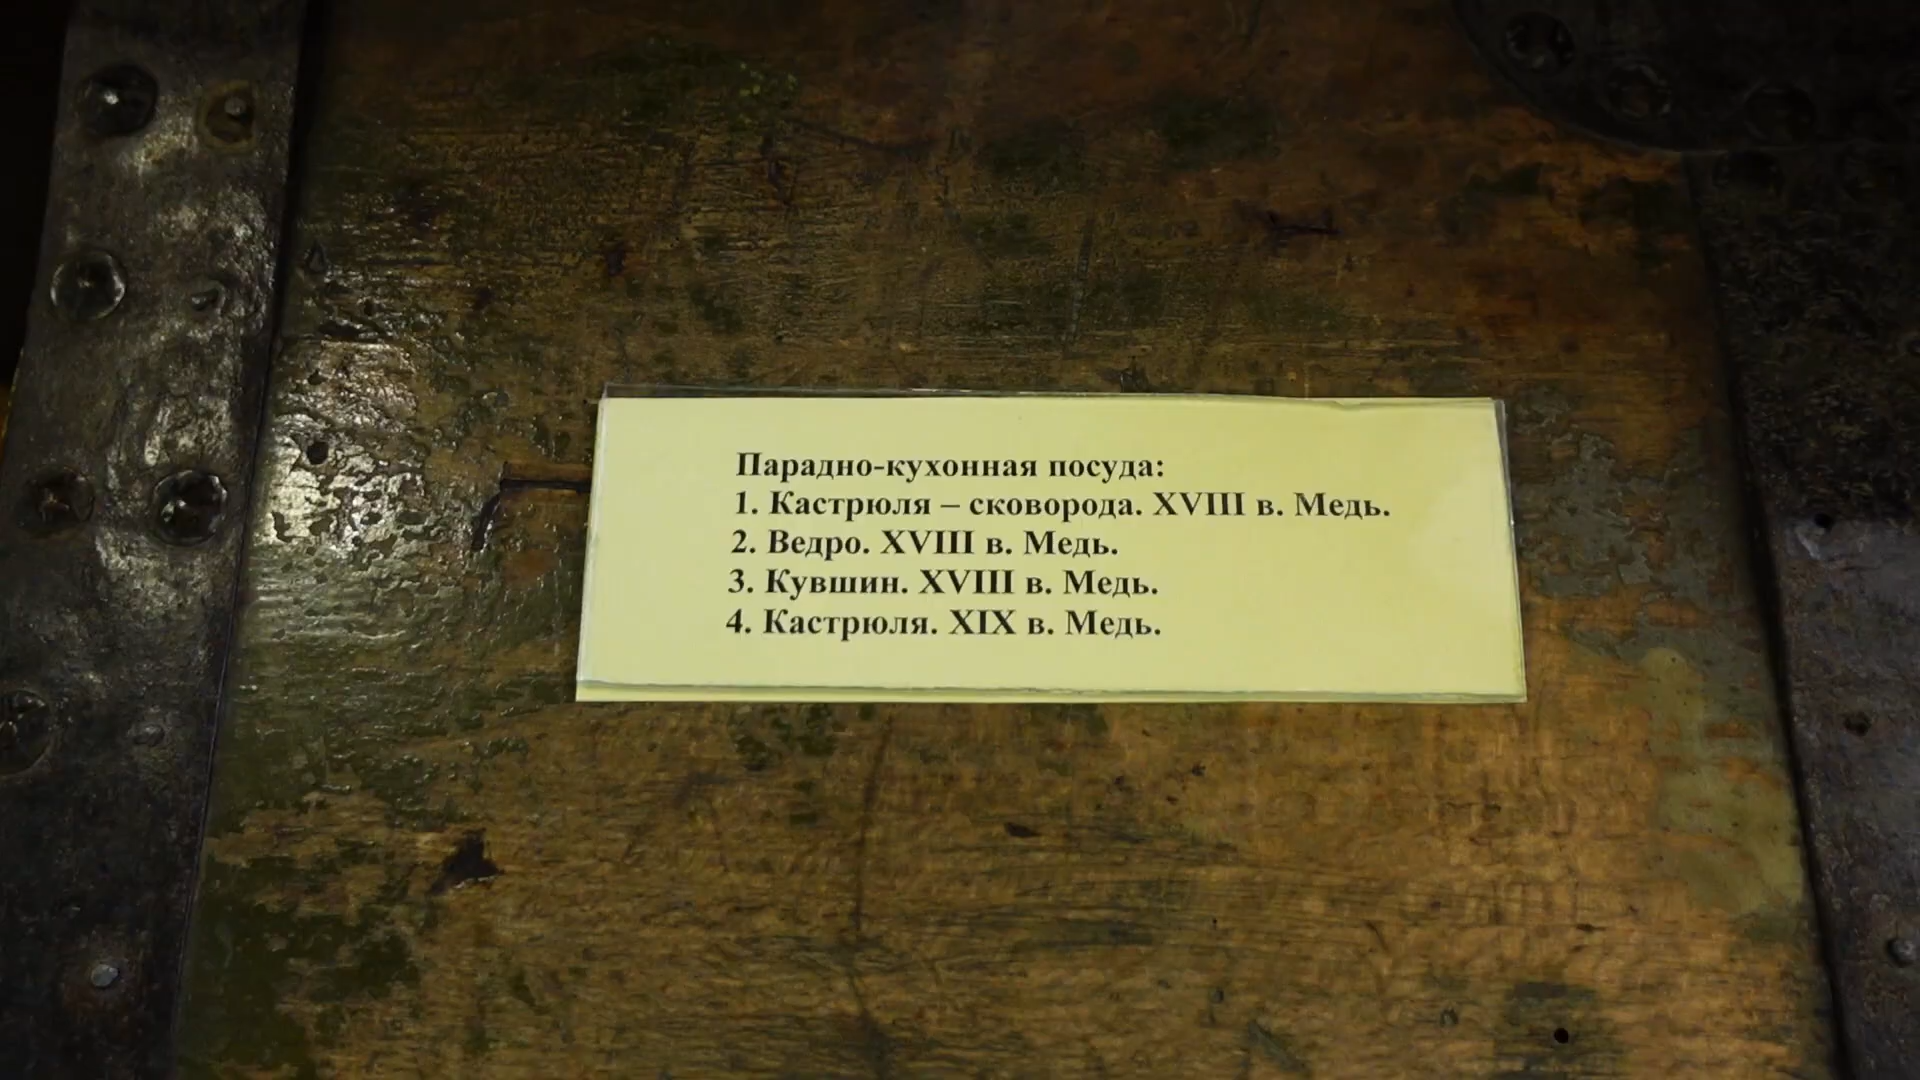 Парадно-кухонная посуда:
1. Кастрюля – сковорода. XVIII в. Медь.
2. Ведро. XVIII в. Медь.
3. Кувшин. XVIII в. Медь.
4. Кастрюля. XIX в. Медь.